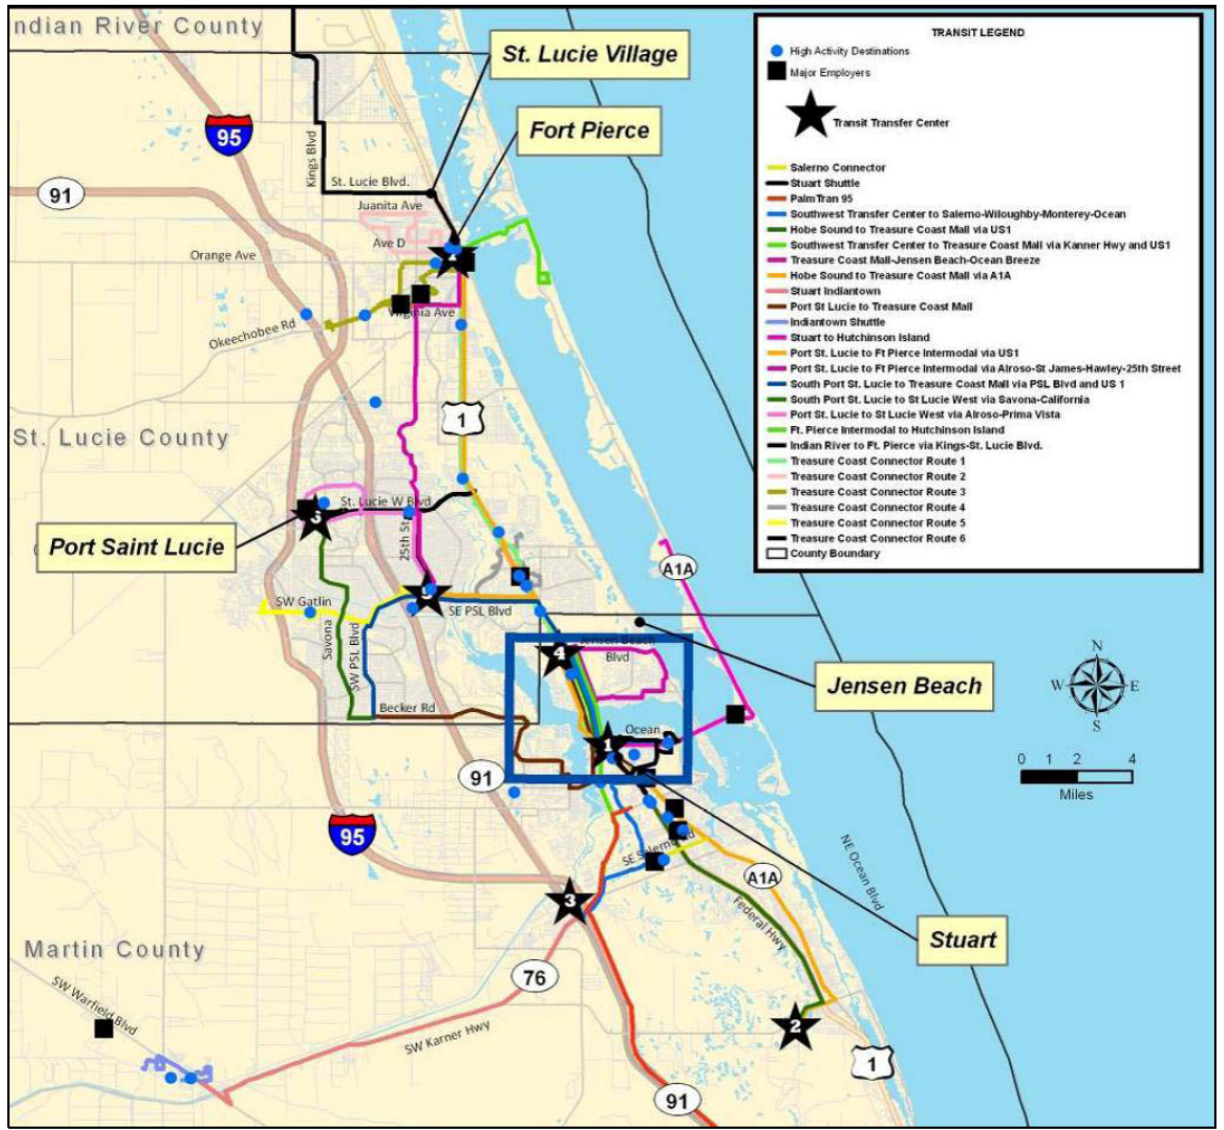 Indian River County
St. Lucie Village
Fort Pierce
95
91
Kings Blvd
St. Lucie Blvd.
Juanita Ave
Ave D
Orange Ave
Virginia Ave
Okeechobee Rd
1
St. Lucie County
St. Lucie W Blvd
6
25th St
Port Saint Lucie
A1A
SW Gatlin
5
SE PSL Blvd
Savona
SW PSL Blvd
4
Jensen Beach
Blvd
Jensen Beach
Becker Rd
Ocean
1
91
95
SE Salerno Rd
A1A
NE Ocean Blvd
3
Federal Hwy
Stuart
Martin County
76
SW Warfield Blvd
SW Karner Hwy
2
1
91
TRANSIT LEGEND
High Activity Destinations
Major Employers
Transit Transfer Center
Salerno Connector
Stuart Shuttle
PalmTran 95
Southwest Transfer Center to Salerno-Wiloughby-Monterey-Ocean
Hobe Sound to Treasure Coast Mall via US1
Southwest Transfer Center to Treasure Coast Mall via Kanner Hwy and US1
Treasure Coast Mall-Jensen Beach-Ocean Breeze
Hobe Sound to Treasure Coast Mall via A1A
Stuart Indiantown
Port St Lucie to Treasure Coast Mall
Indiantown Shuttle
Stuart to Hutchinson Island
Port St. Lucie to Ft Pierce Intermodal via US1
Port St. Lucie to Ft Pierce Intermodal via Airoso-St James-Hawley-25th Street
South Port St. Lucie to Treasure Coast Mall via PSL Blvd and US 1
South Port St. Lucie to St Lucie West via Savona-California
Port St. Lucie to St Lucie West via Airoso-Prima Vista
Ft. Pierce Intermodal to Hutchinson Island
Indian River to Ft. Pierce via Kings-St. Lucie Blvd.
Treasure Coast Connector Route 1
Treasure Coast Connector Route 2
Treasure Coast Connector Route 3
Treasure Coast Connector Route 4
Treasure Coast Connector Route 5
Treasure Coast Connector Route 6
County Boundary
N
W E
S
0 1 2 4
Miles